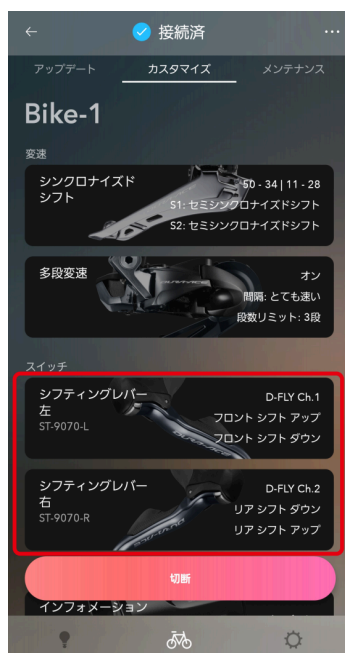 接続済
アップデート カスタマイズ メンテナンス
Bike-1
変速
シンクロナイズド
シフト
50 - 34 | 11 - 28
S1: セミシンクロナイズドシフト
S2: セミシンクロナイズドシフト
多段変速
オン
間隔: とても速い
段数リミット: 3段
スイッチ
シフティングレバー
左
ST-9070-L
D-FLY Ch.1
フロント シフト アップ
フロント シフト ダウン
シフティングレバー
右
ST-9070-R
D-FLY Ch.2
リア シフト ダウン
リア シフト アップ
切断
インフォメーション